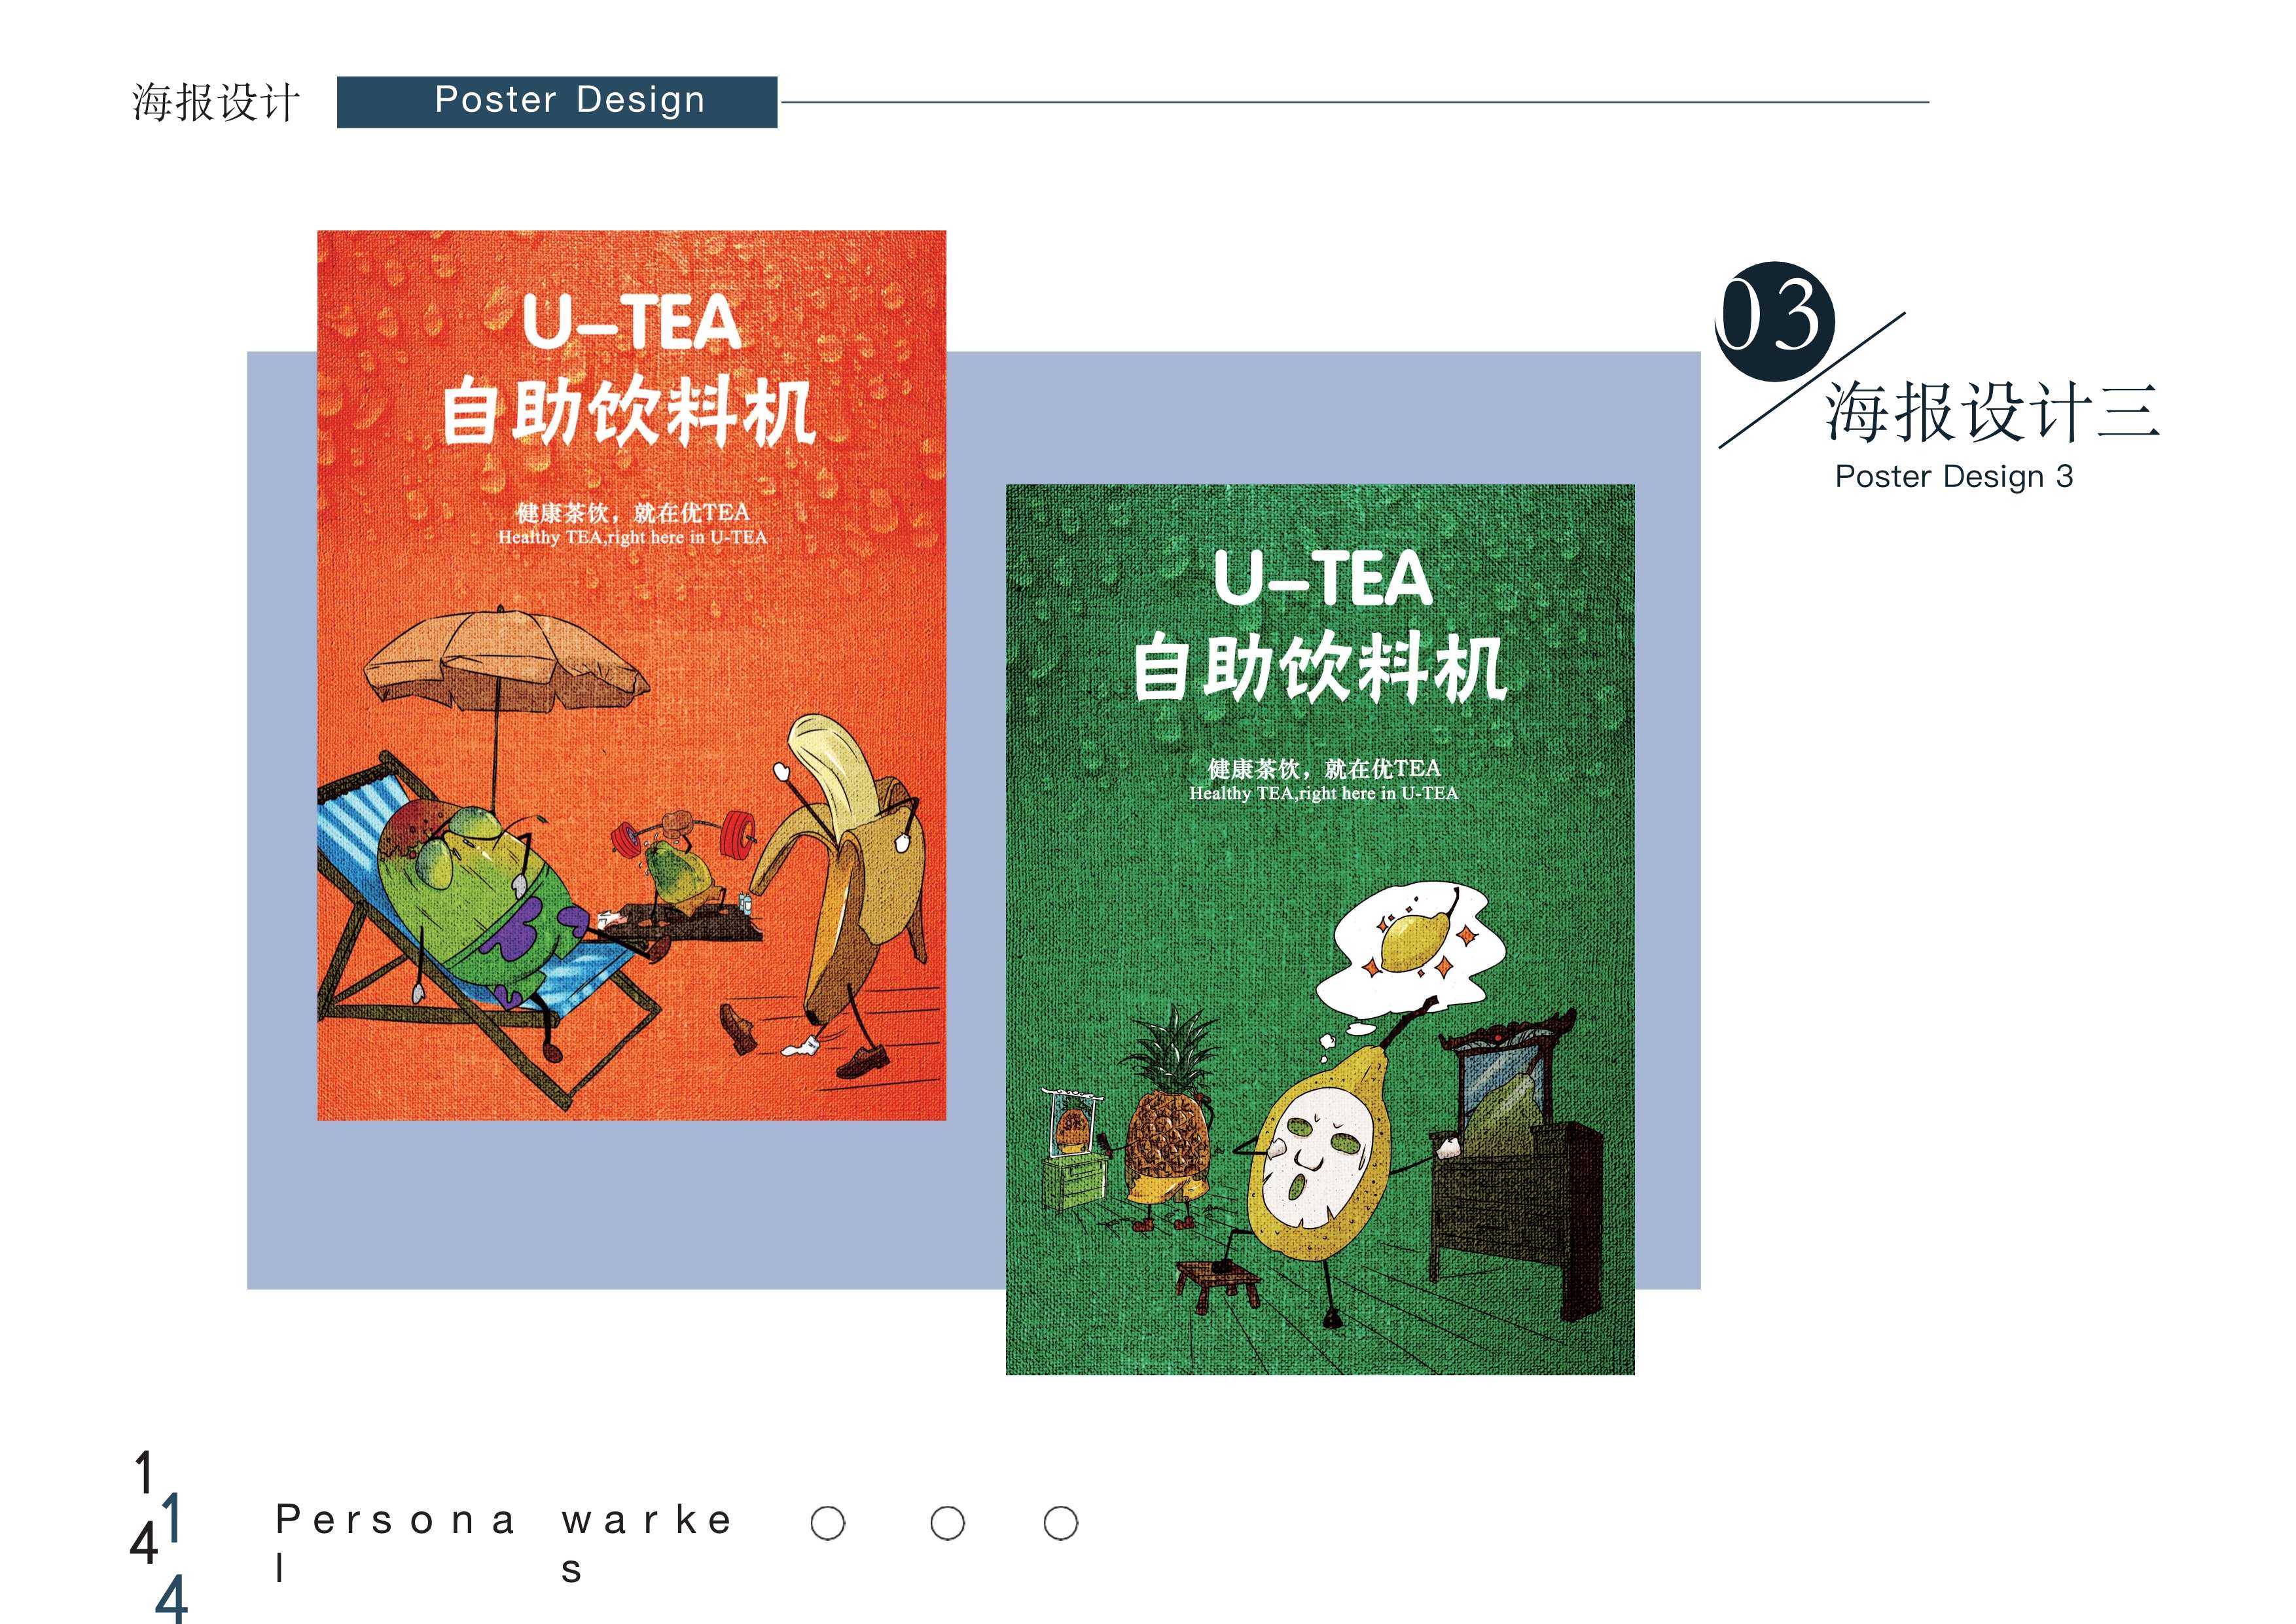 海报设计
Poster Design
03
海报设计三
Poster Design 3
U-TEA
自助饮料机
健康茶饮，就在优TEA
Healthy TEA,right here in U-TEA
U-TEA
自助饮料机
健康茶饮，就在优TEA
Healthy TEA,right here in U-TEA
1
4
1
4
Persona
l
warke
s